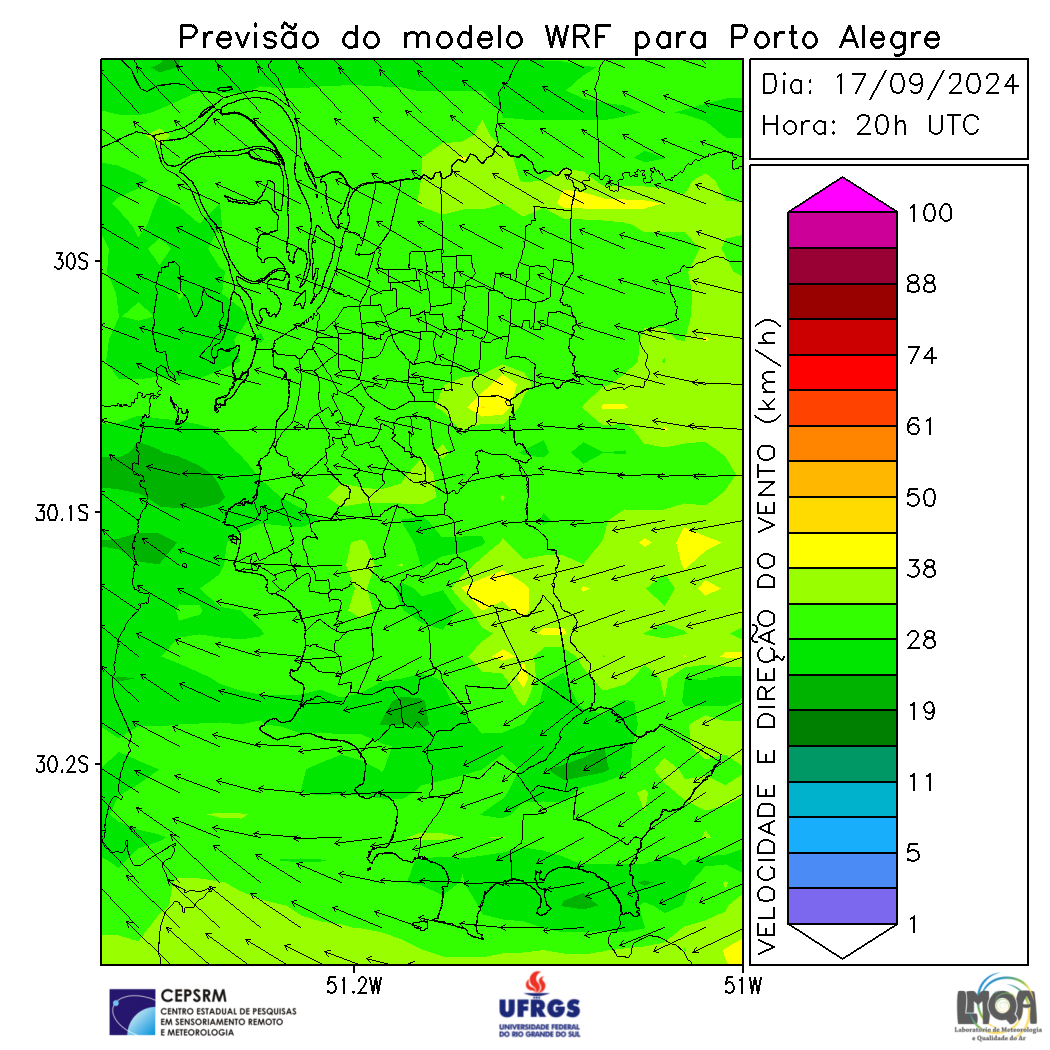 Previsão do modelo WRF para Porto Alegre
Dia: 17/09/2024
Hora: 20h UTC
30S
30.1S
30.2S
51.2W
51W
VELOCIDADE E DIREÇÃO DO VENTO (km/h)
100
88
74
61
50
38
28
19
11
5
1
CEPSRM
CENTRO ESTADUAL DE PESQUISAS
EM SENSORIAMENTO REMOTO
E METEOROLOGIA
UFRGS
UNIVERSIDADE FEDERAL
DO RIO GRANDE DO SUL
LMQA
Laboratório de Meteorologia
e Qualidade do Ar